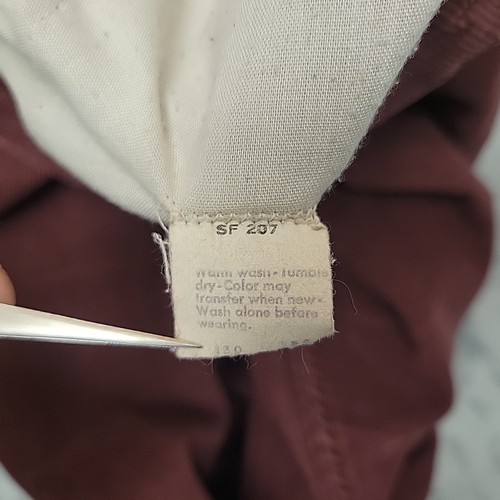 SF 207
Warm wash-Tumble
dry-Color may
transfer when new-
Wash alone before
wearing.